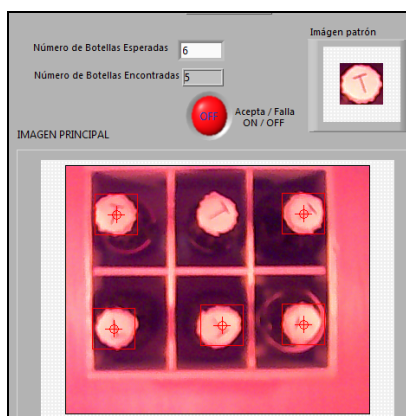 Imágen patrón
Número de Botellas Esperadas 6
Número de Botellas Encontradas 5
OFF
Acepta / Falla
ON / OFF
IMAGEN PRINCIPAL
T
T